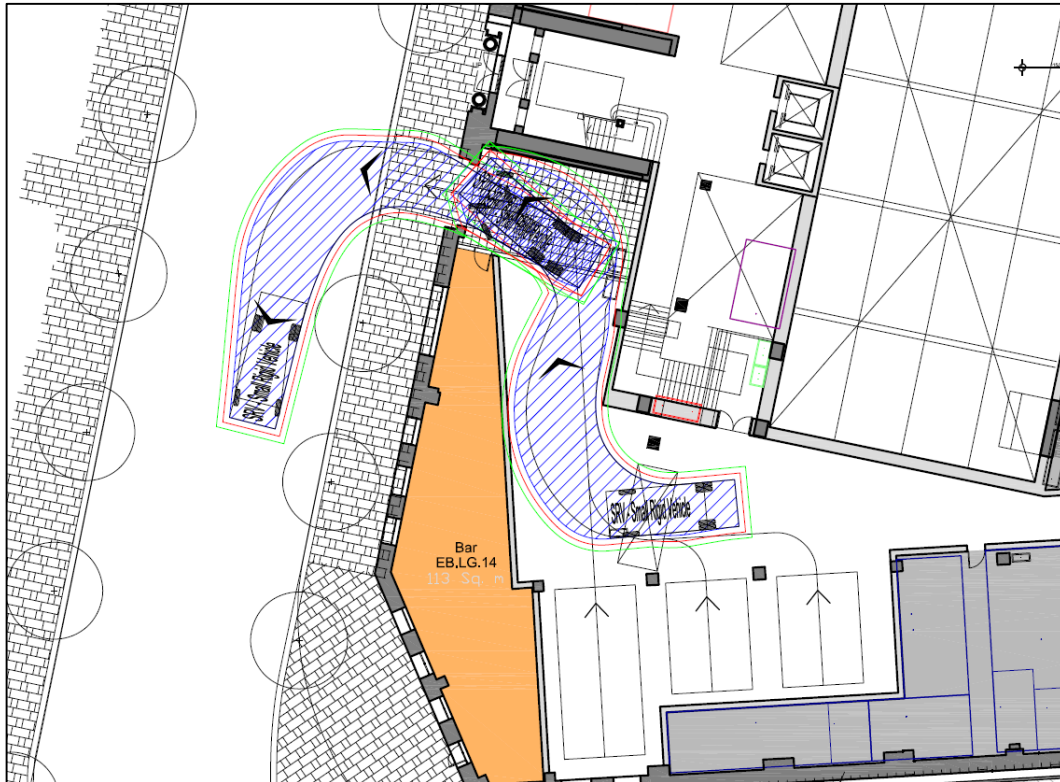 SRV - Small Rigid Vehicle
SRV - Small Rigid Vehicle
Bar
EB.LG.14
113 Sq. m